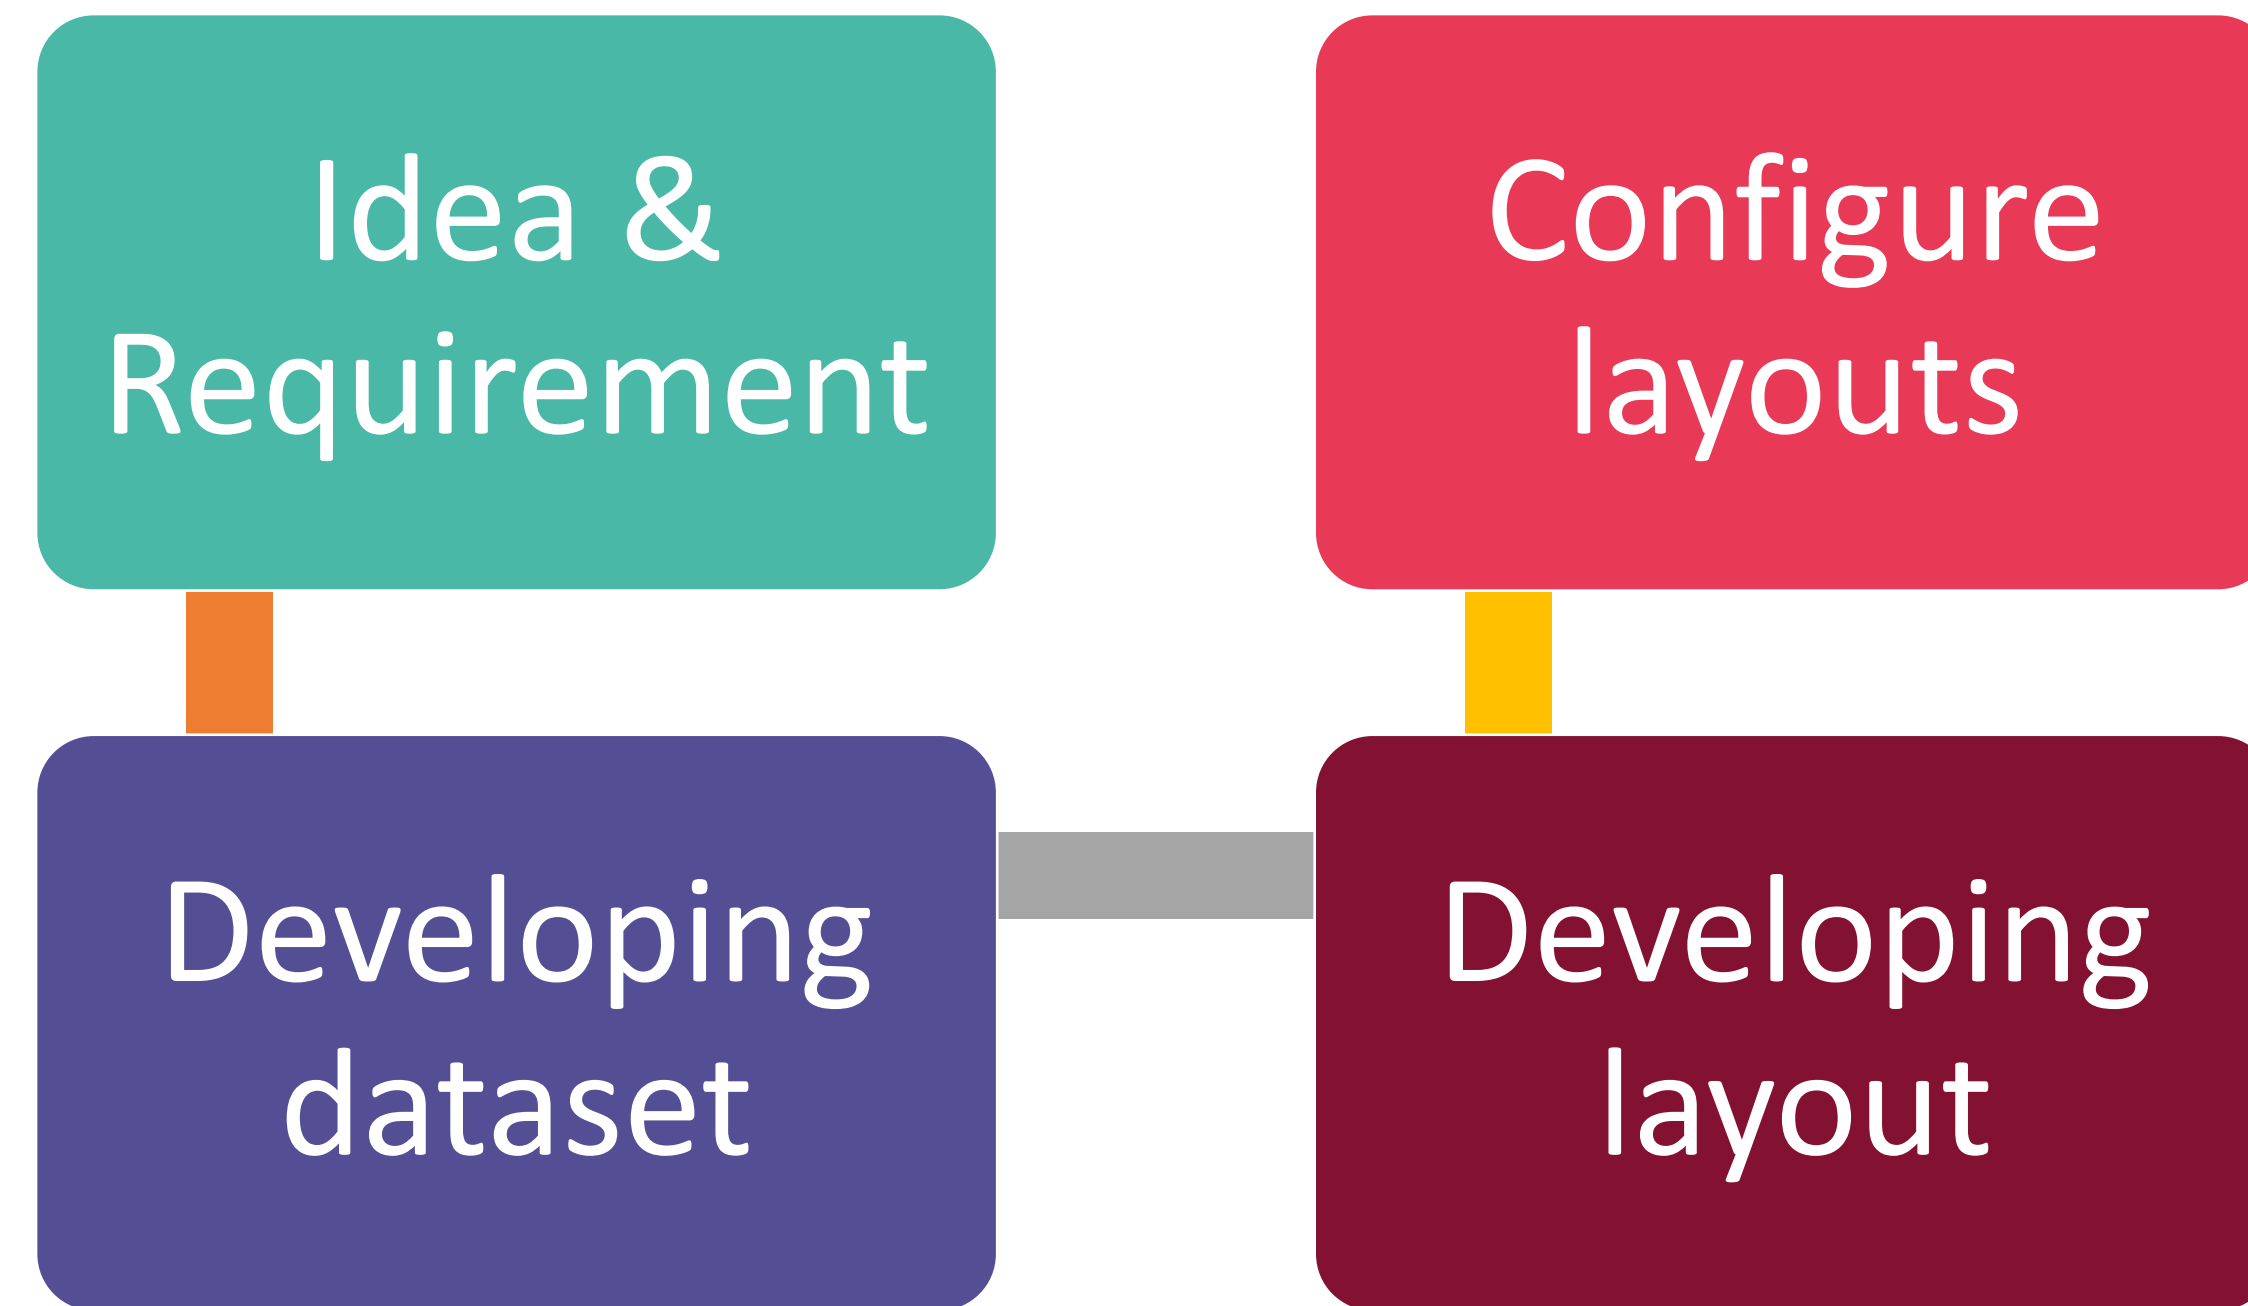 Idea &
Requirement
Developing
dataset
Developing
layout
Configure
layouts